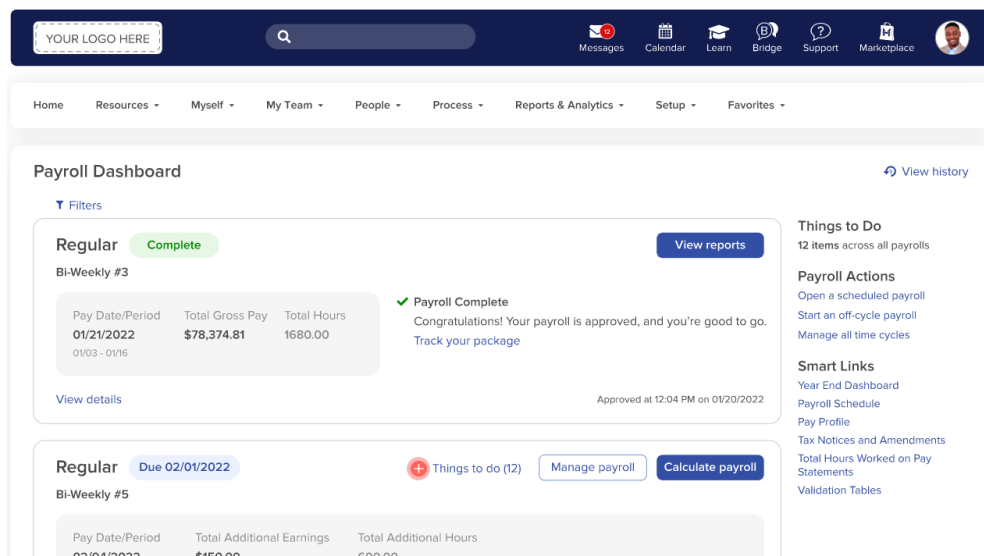 YOUR LOGO HERE
12
Messages
Calendar
Learn
B
Bridge
?
Support
H
Marketplace
Home
Resources
Myself
My Team
People
Process
Reports & Analytics
Setup
Favorites
Payroll Dashboard
View history
Filters
Regular
Complete
View reports
Bi-Weekly #3
Pay Date/Period
Total Gross Pay
Total Hours
01/21/2022
$78,374.81
1680.00
01/03 - 01/16
Payroll Complete
Congratulations! Your payroll is approved, and you're good to go.
Track your package
View details
Approved at 12:04 PM on 01/20/2022
Regular
Due 02/01/2022
Things to do (12)
Manage payroll
Calculate payroll
Bi-Weekly #5
Pay Date/Period
Total Additional Earnings
Total Additional Hours
02/04/2022
$150.00
600.00
Things to Do
12 items across all payrolls
Payroll Actions
Open a scheduled payroll
Start an off-cycle payroll
Manage all time cycles
Smart Links
Year End Dashboard
Payroll Schedule
Pay Profile
Tax Notices and Amendments
Total Hours Worked on Pay
Statements
Validation Tables